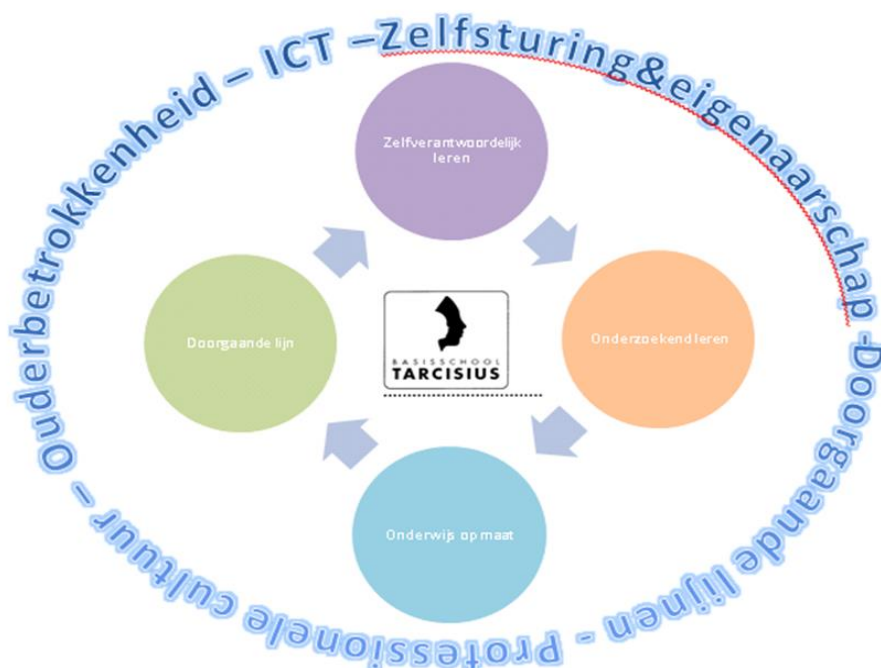 Ouderbetrokkenheid – ICT –Zelfsturing&eigenaarschap -Doorgaande lijnen - Professionele cultuur –
Zelfverantwoordelijk
leren
Onderzoekend leren
Onderwijs op maat
Doorgaande lijn
BASISSCHOOL
TARCISIUS